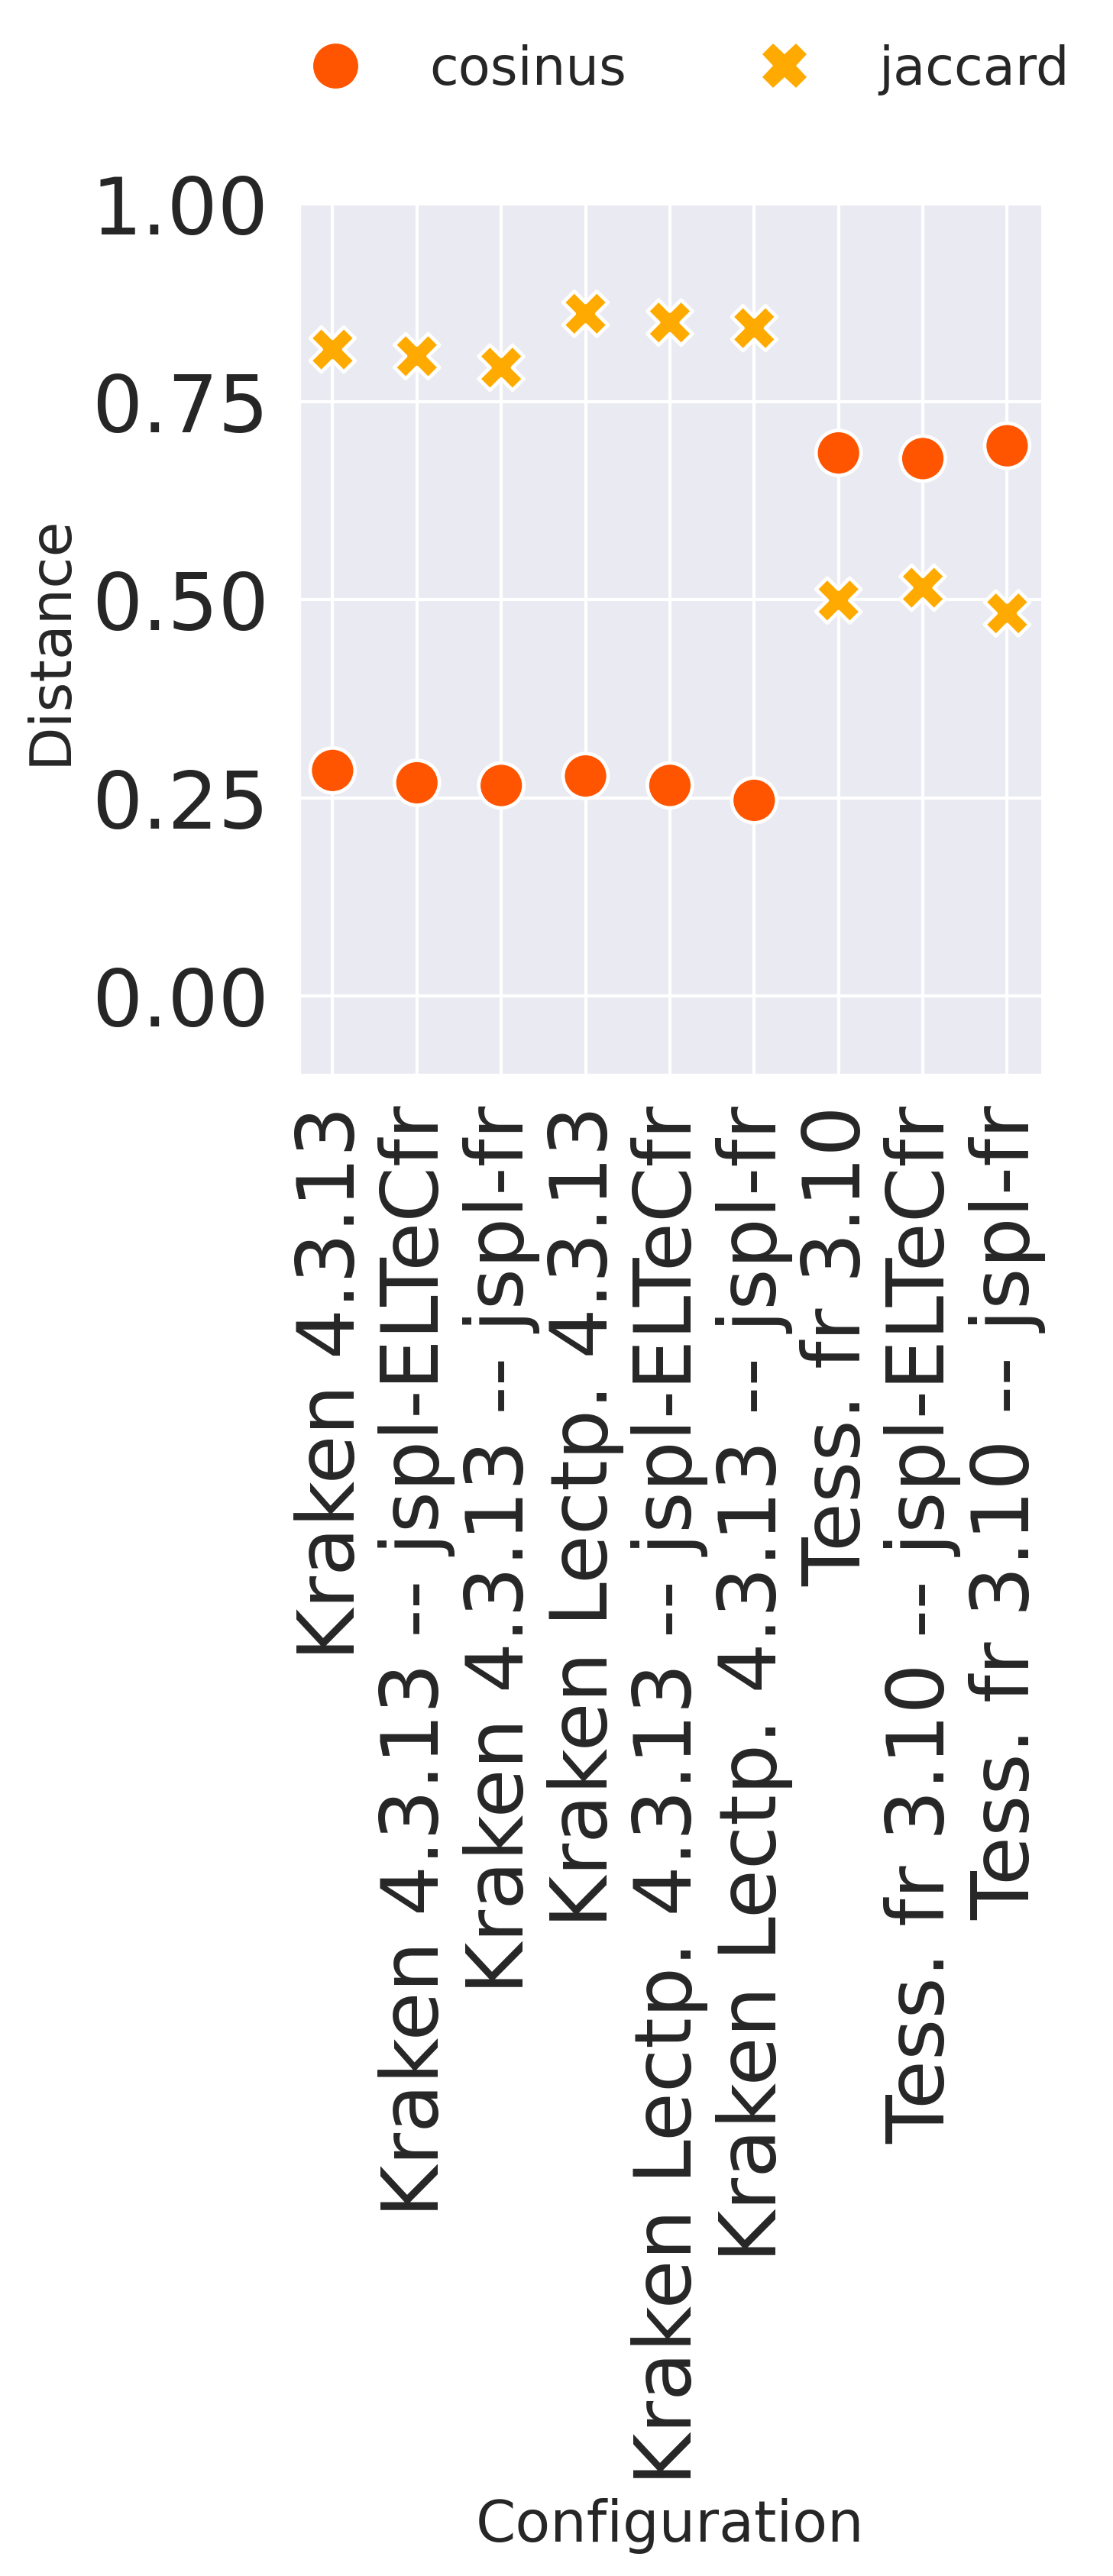 cosinus
jaccard
1.00
0.75
0.50
0.25
0.00
Distance
Kraken 4.3.13
Kraken 4.3.13 -- jspl-ELTeCfr
Kraken 4.3.13 -- jspl-fr
Kraken Lectp. 4.3.13
Kraken Lectp. 4.3.13 -- jspl-ELTeCfr
Kraken Lectp. 4.3.13 -- jspl-fr
Tess. fr 3.10
Tess. fr 3.10 -- jspl-ELTeCfr
Tess. fr 3.10 -- jspl-fr
Configuration